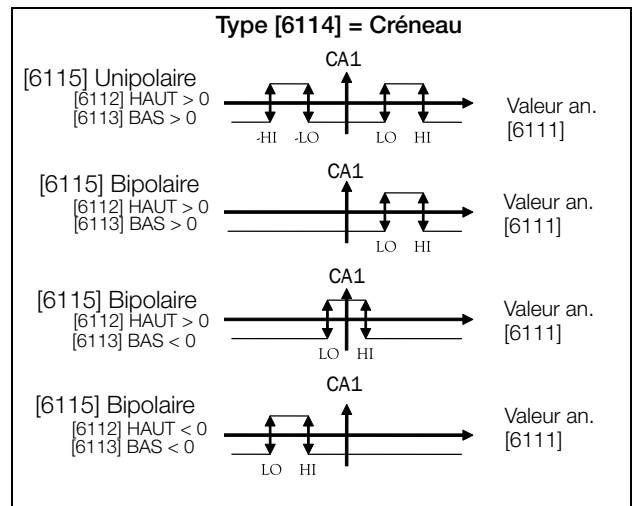 Type [6114] = Créneau
CA1
[6115] Unipolaire
[6112] HAUT > 0
[6113] BAS > 0
Valeur an.
[6111]
-HI -LO LO HI
CA1
[6115] Bipolaire
[6112] HAUT > 0
[6113] BAS > 0
Valeur an.
[6111]
LO HI
CA1
[6115] Bipolaire
[6112] HAUT > 0
[6113] BAS < 0
Valeur an.
[6111]
LO HI
CA1
[6115] Bipolaire
[6112] HAUT < 0
[6113] BAS < 0
Valeur an.
[6111]
LO HI